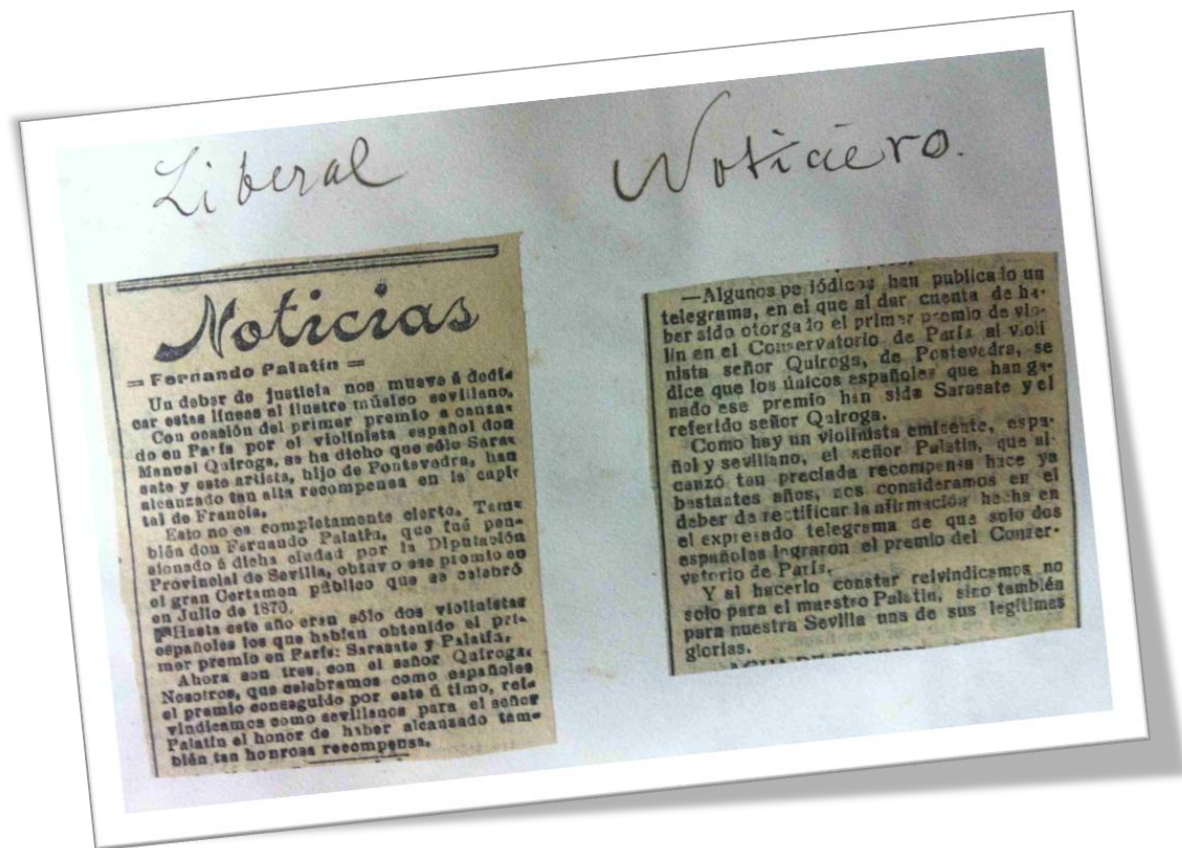 Liberal
Noticias
= Fernando Palatín =
Un deber de justicia nos mueve á dedi-
car estas líneas al ilustre músico sevillano.
Con ocasión del primer premio a canza-
do en París por el violinista español don
Manuel Quiroga, se ha dicho que sólo Sara-
sate y este artista, hijo de Pontevedra, han
alcanzado tan alta recompensa en la capi-
tal de Francia.
Esto no es completamente cierto. Tam-
bién don Fernando Palatín, que fué pen-
sionado á dicha ciudad por la Diputación
Provincial de Sevilla, obtuvo ese premio en
el gran Certamen público que se celebró
en Julio de 1870.
Hasta este año eran sólo dos violinistas
españoles los que habían obtenido el pri-
mer premio en París: Sarasate y Palatín.
Ahora son tres, con el señor Quiroga.
Nosotros, que celebramos como españoles
el premio conseguido por este ú timo, rei-
vindicamos como sevillanos para el señor
Palatín el honor de haber alcanzado tam-
bién tan honrosa recompensa.
Noticiero.
—Algunos pe iódicos han publica lo un
telegrama, en el que al dar cuenta de ha-
ber sido otorga lo el primer premio de vio-
lín en el Conservatorio de París al violi
nista señor Quiroga, de Pontevedra, se
dice que los únicos españoles que han ga-
nado ese premio han sido Sarasate y el
referido señor Quiroga.
Como hay un violinista eminente, espa-
ñol y sevillano, el señor Palatín, que al-
canzó tan preciada recompensa hace ya
bastantes años, nos consideramos en el
deber de rectificar la afirmación hecha en
el expresado telegrama de que solo dos
españoles lograron el premio del Conser-
vatorio de París.
Y al hacerlo constar reivindicamos no
solo para el maestro Palatín, sino también
para nuestra Sevilla una de sus legítimas
glorias.